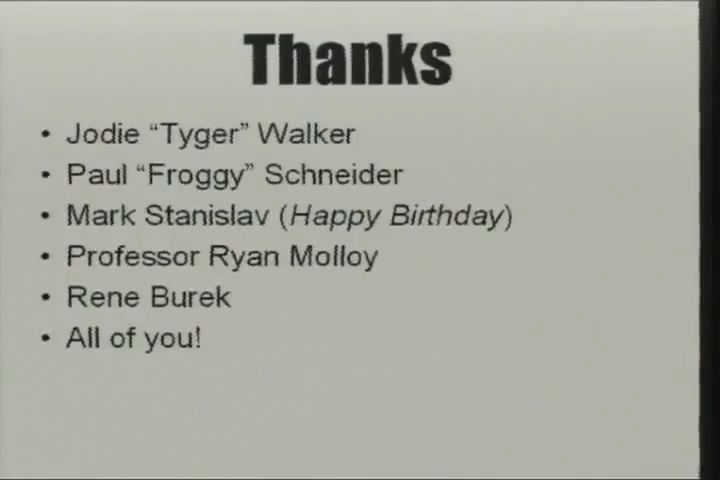 Thanks
• Jodie “Tyger” Walker
• Paul “Froggy” Schneider
• Mark Stanislav (Happy Birthday)
• Professor Ryan Molloy
• Rene Burek
• All of you!